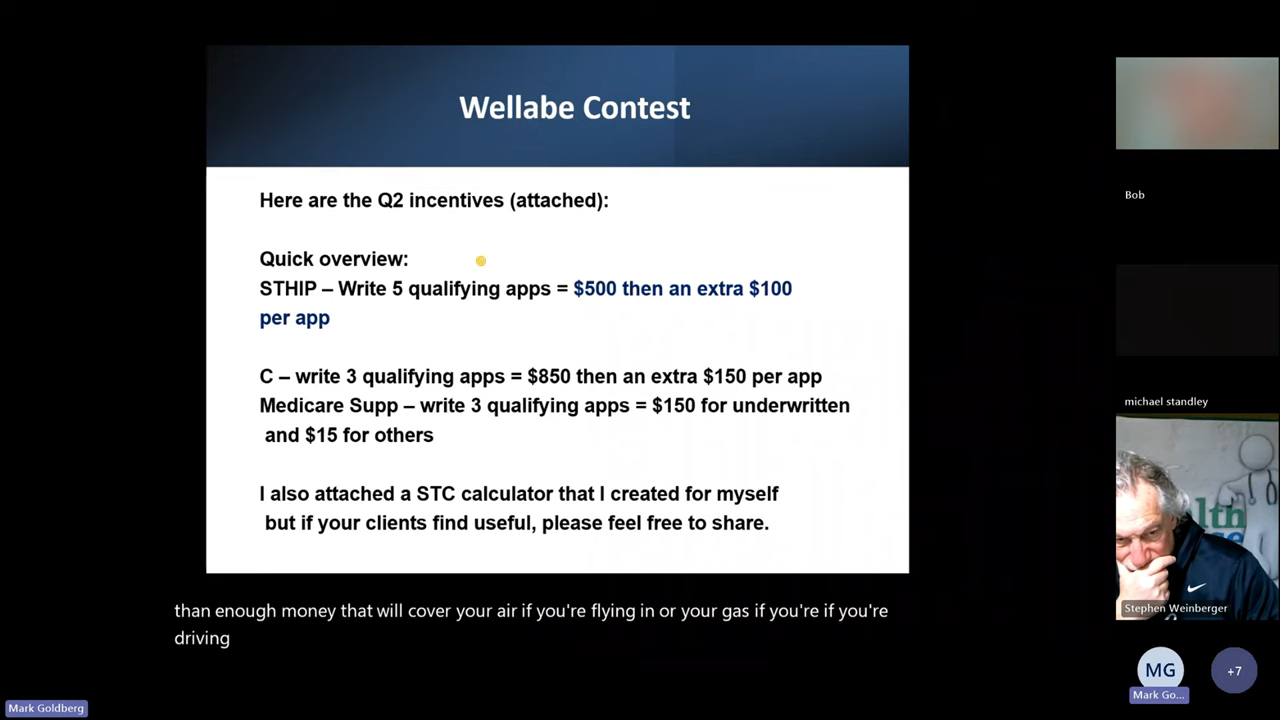 Wellabe Contest
Here are the Q2 incentives (attached):
Quick overview:
STHIP – Write 5 qualifying apps = $500 then an extra $100
per app
C – write 3 qualifying apps = $850 then an extra $150 per app
Medicare Supp – write 3 qualifying apps = $150 for underwritten
and $15 for others
I also attached a STC calculator that I created for myself
but if your clients find useful, please feel free to share.
than enough money that will cover your air if you're flying in or your gas if you're if you're
driving
Mark Goldberg
Bob
michael standley
Stephen Weinberger
MG
Mark Go...
+7